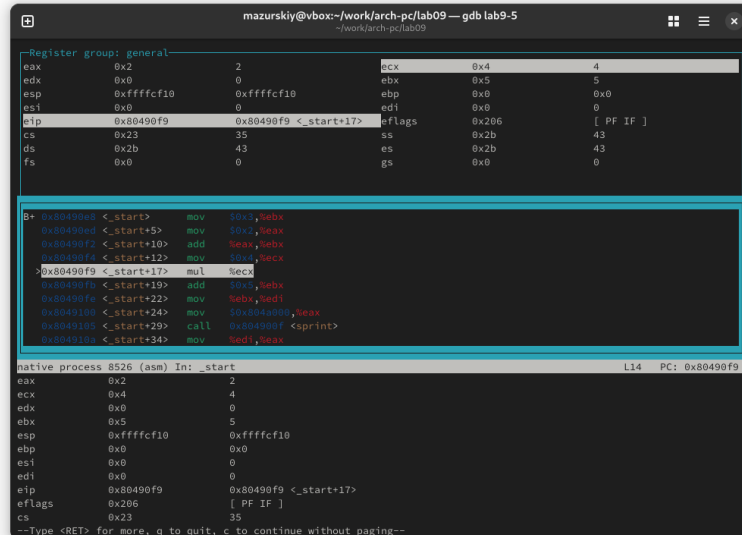 mazurskiy@vbox:~/work/arch-pc/lab09 — gdb lab9-5
~/work/arch-pc/lab09
Register group: general
eax 0x2 2 ecx 0x4 4
edx 0x0 0 ebx 0x5 5
esp 0xffffcf10 0xffffcf10 ebp 0x0 0x0
esi 0x0 0 edi 0x0 0
eip 0x80490f9 0x80490f9 <_start+17> eflags 0x206 [ PF IF ]
cs 0x23 35 ss 0x2b 43
ds 0x2b 43 es 0x2b 43
fs 0x0 0 gs 0x0 0
B+ 0x80490e8 <_start> mov $0x3,%ebx
0x80490ed <_start+5> mov $0x2,%eax
0x80490f2 <_start+10> add %eax,%ebx
0x80490f4 <_start+12> mov $0x4,%ecx
>0x80490f9 <_start+17> mul %ecx
0x80490fb <_start+19> add $0x5,%ebx
0x80490fe <_start+22> mov %ebx,%edi
0x8049100 <_start+24> mov $0x804a000,%eax
0x8049105 <_start+29> call 0x804900f <sprint>
0x804910a <_start+34> mov %edi,%eax
native process 8526 (asm) In: _start L14 PC: 0x80490f9
eax 0x2 2
ecx 0x4 4
edx 0x0 0
ebx 0x5 5
esp 0xffffcf10 0xffffcf10
ebp 0x0 0x0
esi 0x0 0
edi 0x0 0
eip 0x80490f9 0x80490f9 <_start+17>
eflags 0x206 [ PF IF ]
cs 0x23 35
--Type <RET> for more, q to quit, c to continue without paging--